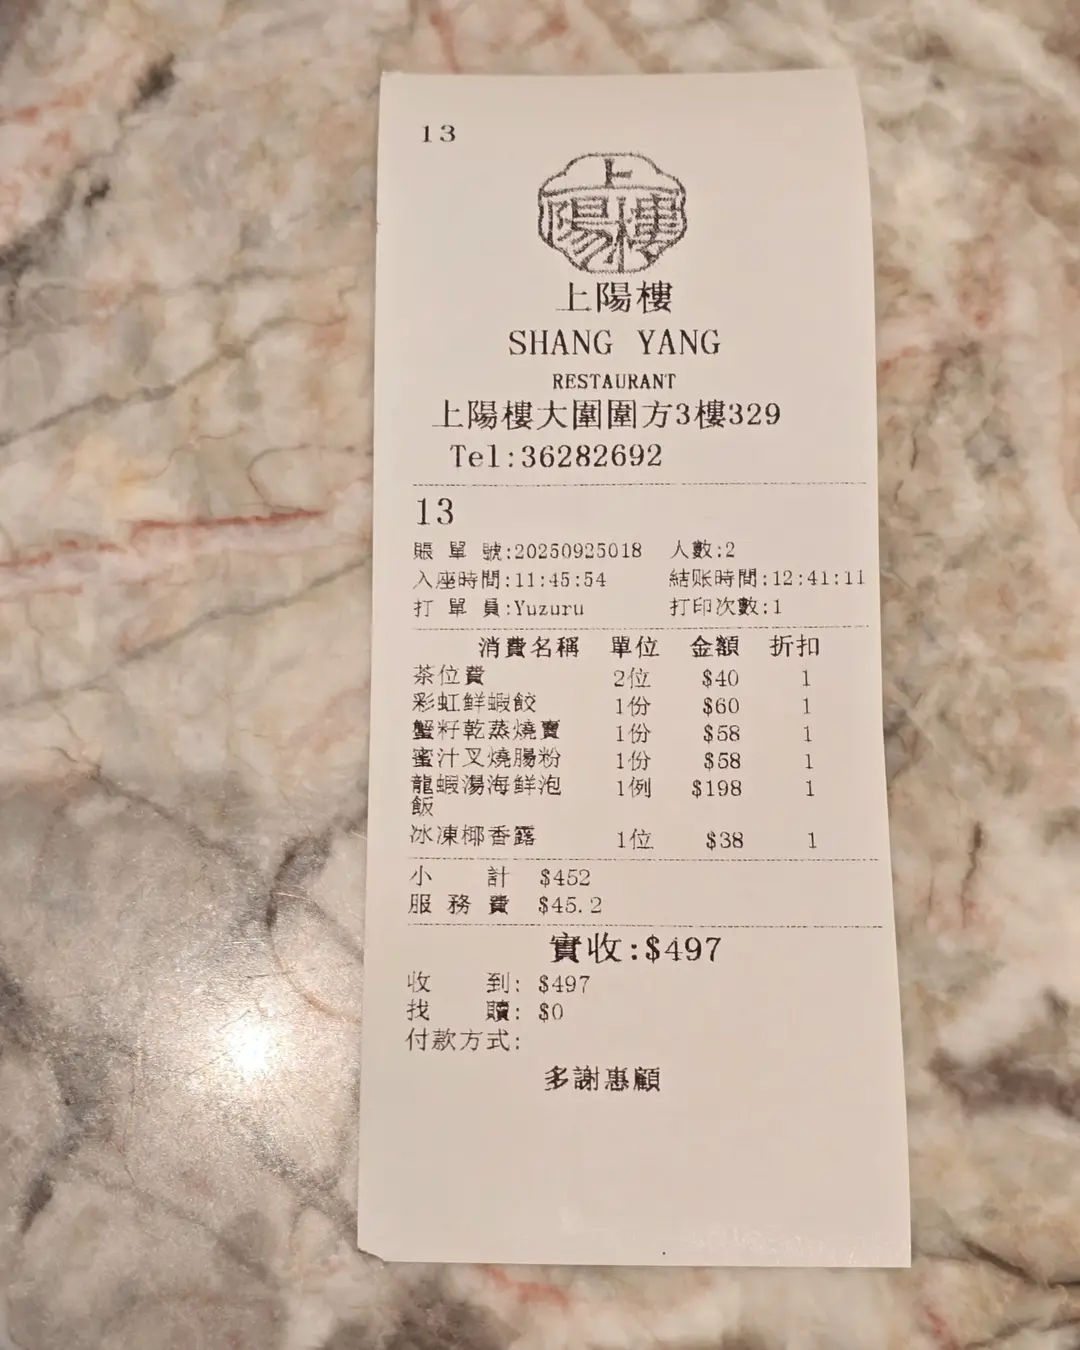 13
上陽樓
上陽樓
SHANG YANG
RESTAURANT
上陽樓大圍圍方3樓329
Tel:36282692
13
賬單號:20250925018 人數:2
入座時間:11:45:54 結账時間:12:41:11
打單員:Yuzuru 打印次數:1
消費名稱 單位 金額 折扣
茶位費 2位 $40 1
彩虹鮮蝦餃 1份 $60 1
蟹籽乾蒸燒賣 1份 $58 1
蜜汁叉燒腸粉 1份 $58 1
龍蝦湯海鮮泡 1例 $198 1
飯
冰凍椰香露 1位 $38 1
小計 $452
服務費 $45.2
實收:$497
收到: $497
找贖: $0
付款方式:
多謝惠顧